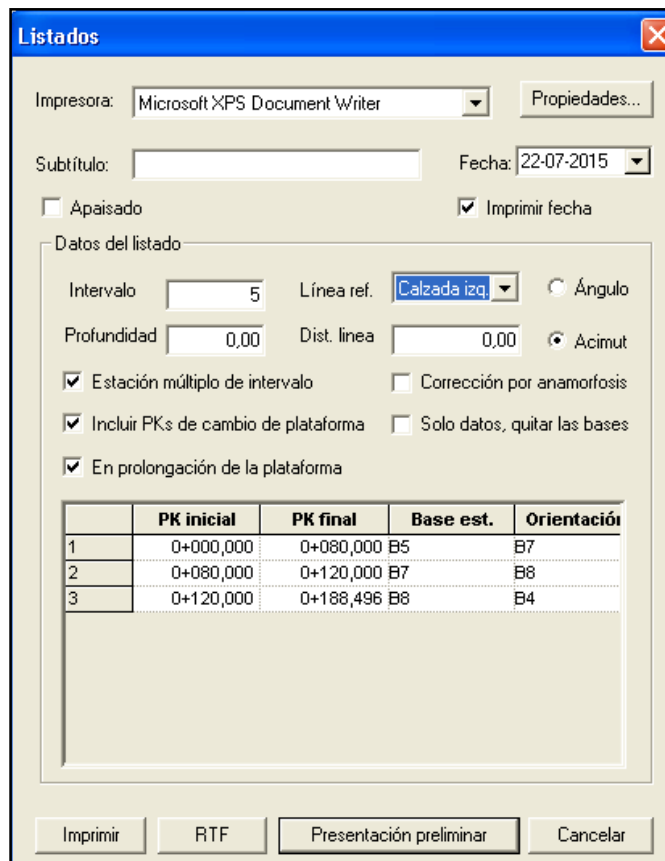 Listados
Impresora: Microsoft XPS Document Writer Propiedades...
Subtítulo: Fecha: 22-07-2015
Apaisado Imprimir fecha
Datos del listado
Intervalo 5 Línea ref. Calzada izq. Ángulo
Profundidad 0,00 Dist. linea 0,00 Acimut
Estación múltiplo de intervalo Corrección por anamorfosis
Incluir PKs de cambio de plataforma Solo datos, quitar las bases
En prolongación de la plataforma
PK inicial PK final Base est. Orientación
1 0+000,000 0+080,000 B5 B7
2 0+080,000 0+120,000 B7 B8
3 0+120,000 0+188,496 B8 B4
Imprimir RTF Presentación preliminar Cancelar